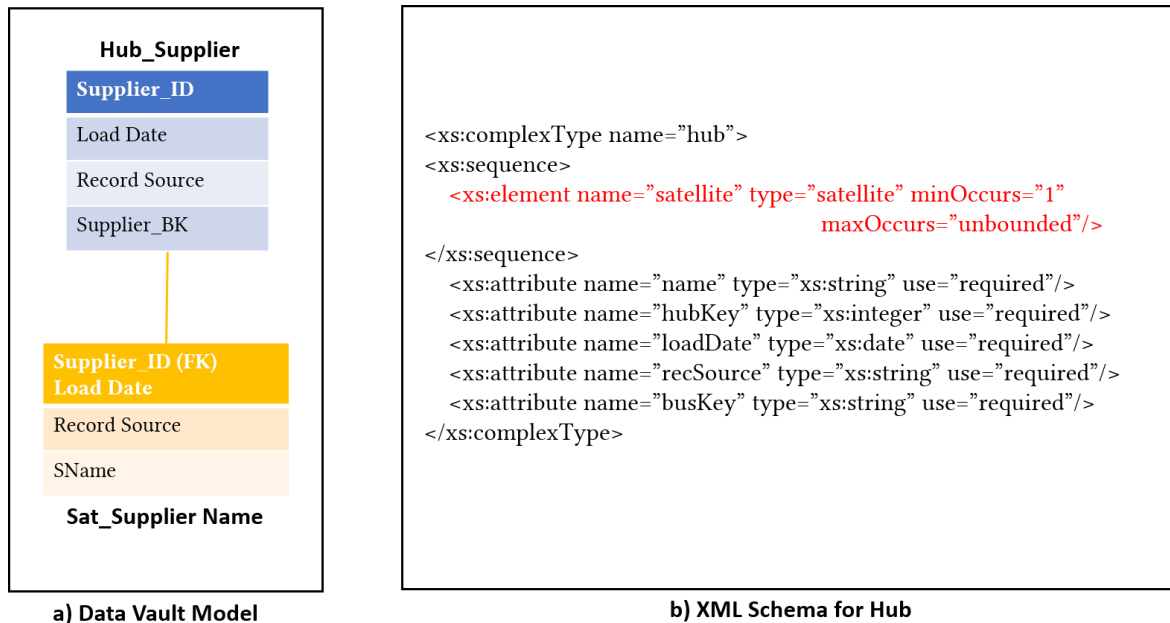 Hub_Supplier
Supplier_ID
Load Date
Record Source
Supplier_BK
Supplier_ID (FK)
Load Date
Record Source
SName
Sat_Supplier Name
a) Data Vault Model
<xs:complexType name=”hub”>
<xs:sequence>
<xs:element name=”satellite” type=”satellite” minOccurs=”1”
maxOccurs=”unbounded”/>
</xs:sequence>
<xs:attribute name=”name” type=”xs:string” use=”required”/>
<xs:attribute name=”hubKey” type=”xs:integer” use=”required”/>
<xs:attribute name=”loadDate” type=”xs:date” use=”required”/>
<xs:attribute name=”recSource” type=”xs:string” use=”required”/>
<xs:attribute name=”busKey” type=”xs:string” use=”required”/>
</xs:complexType>
b) XML Schema for Hub